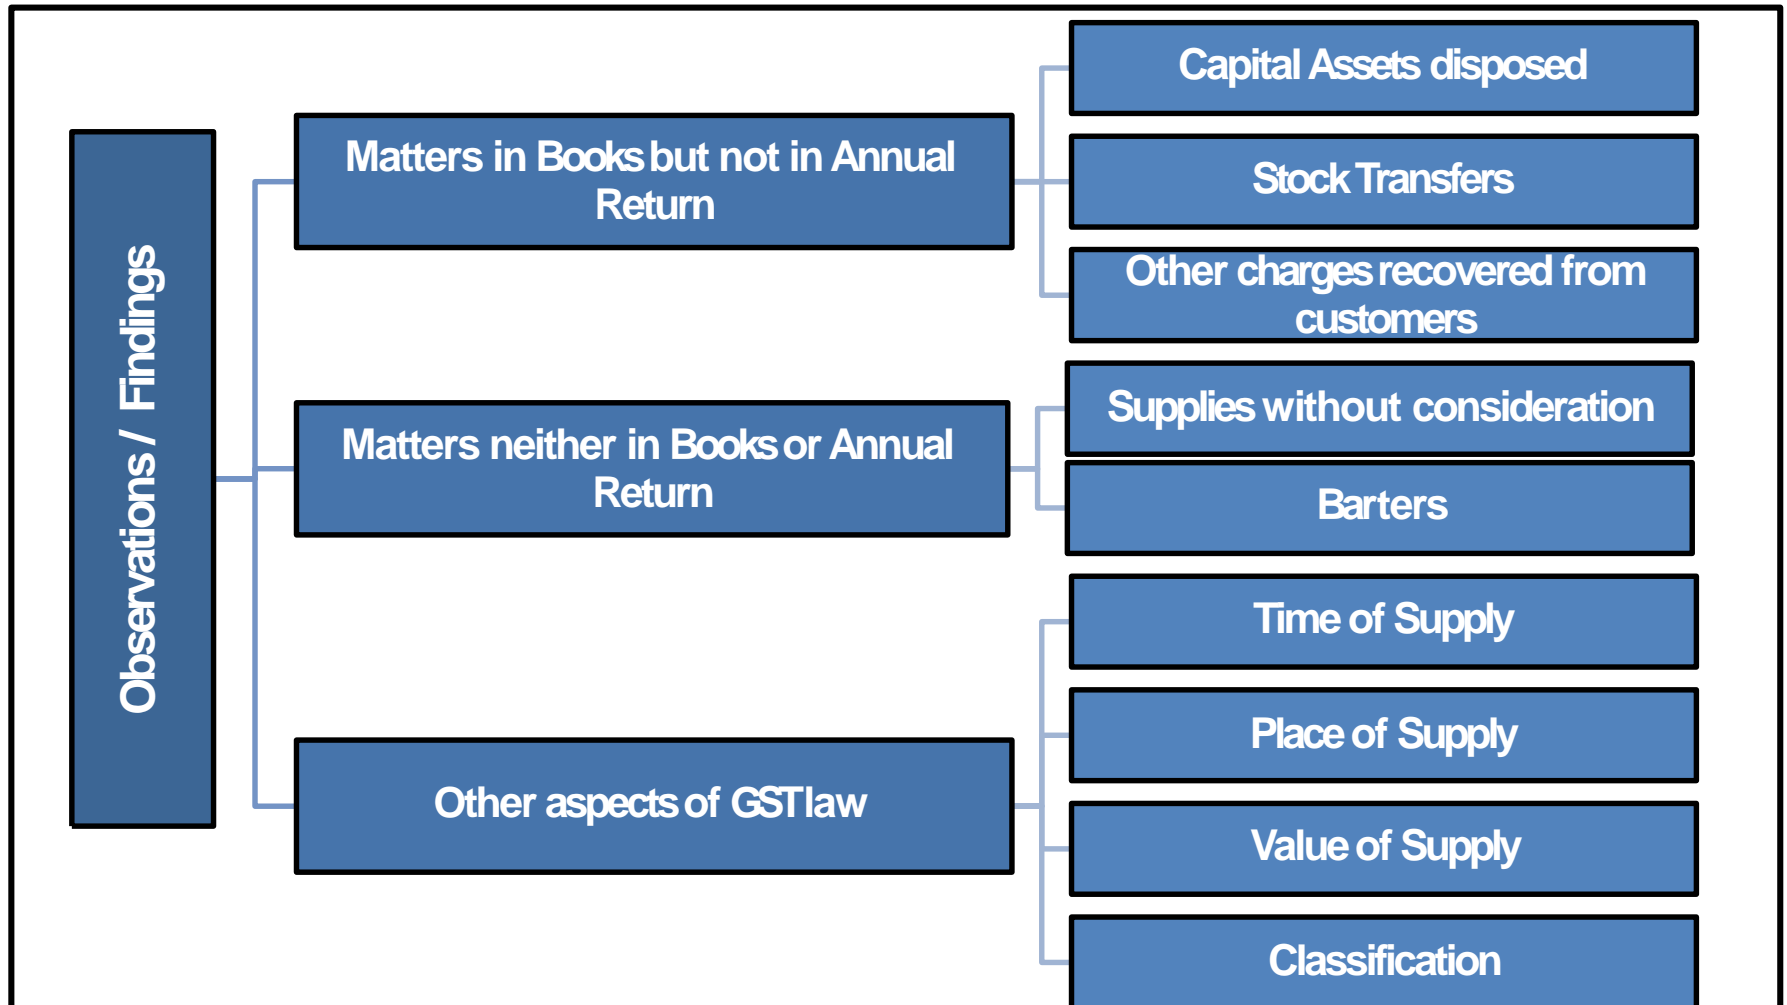 Observations / Findings
Matters in Books but not in Annual
Return
Capital Assets disposed
Stock Transfers
Other charges recovered from
customers
Matters neither in Books or Annual
Return
Supplies without consideration
Barters
Other aspects of GST law
Time of Supply
Place of Supply
Value of Supply
Classification